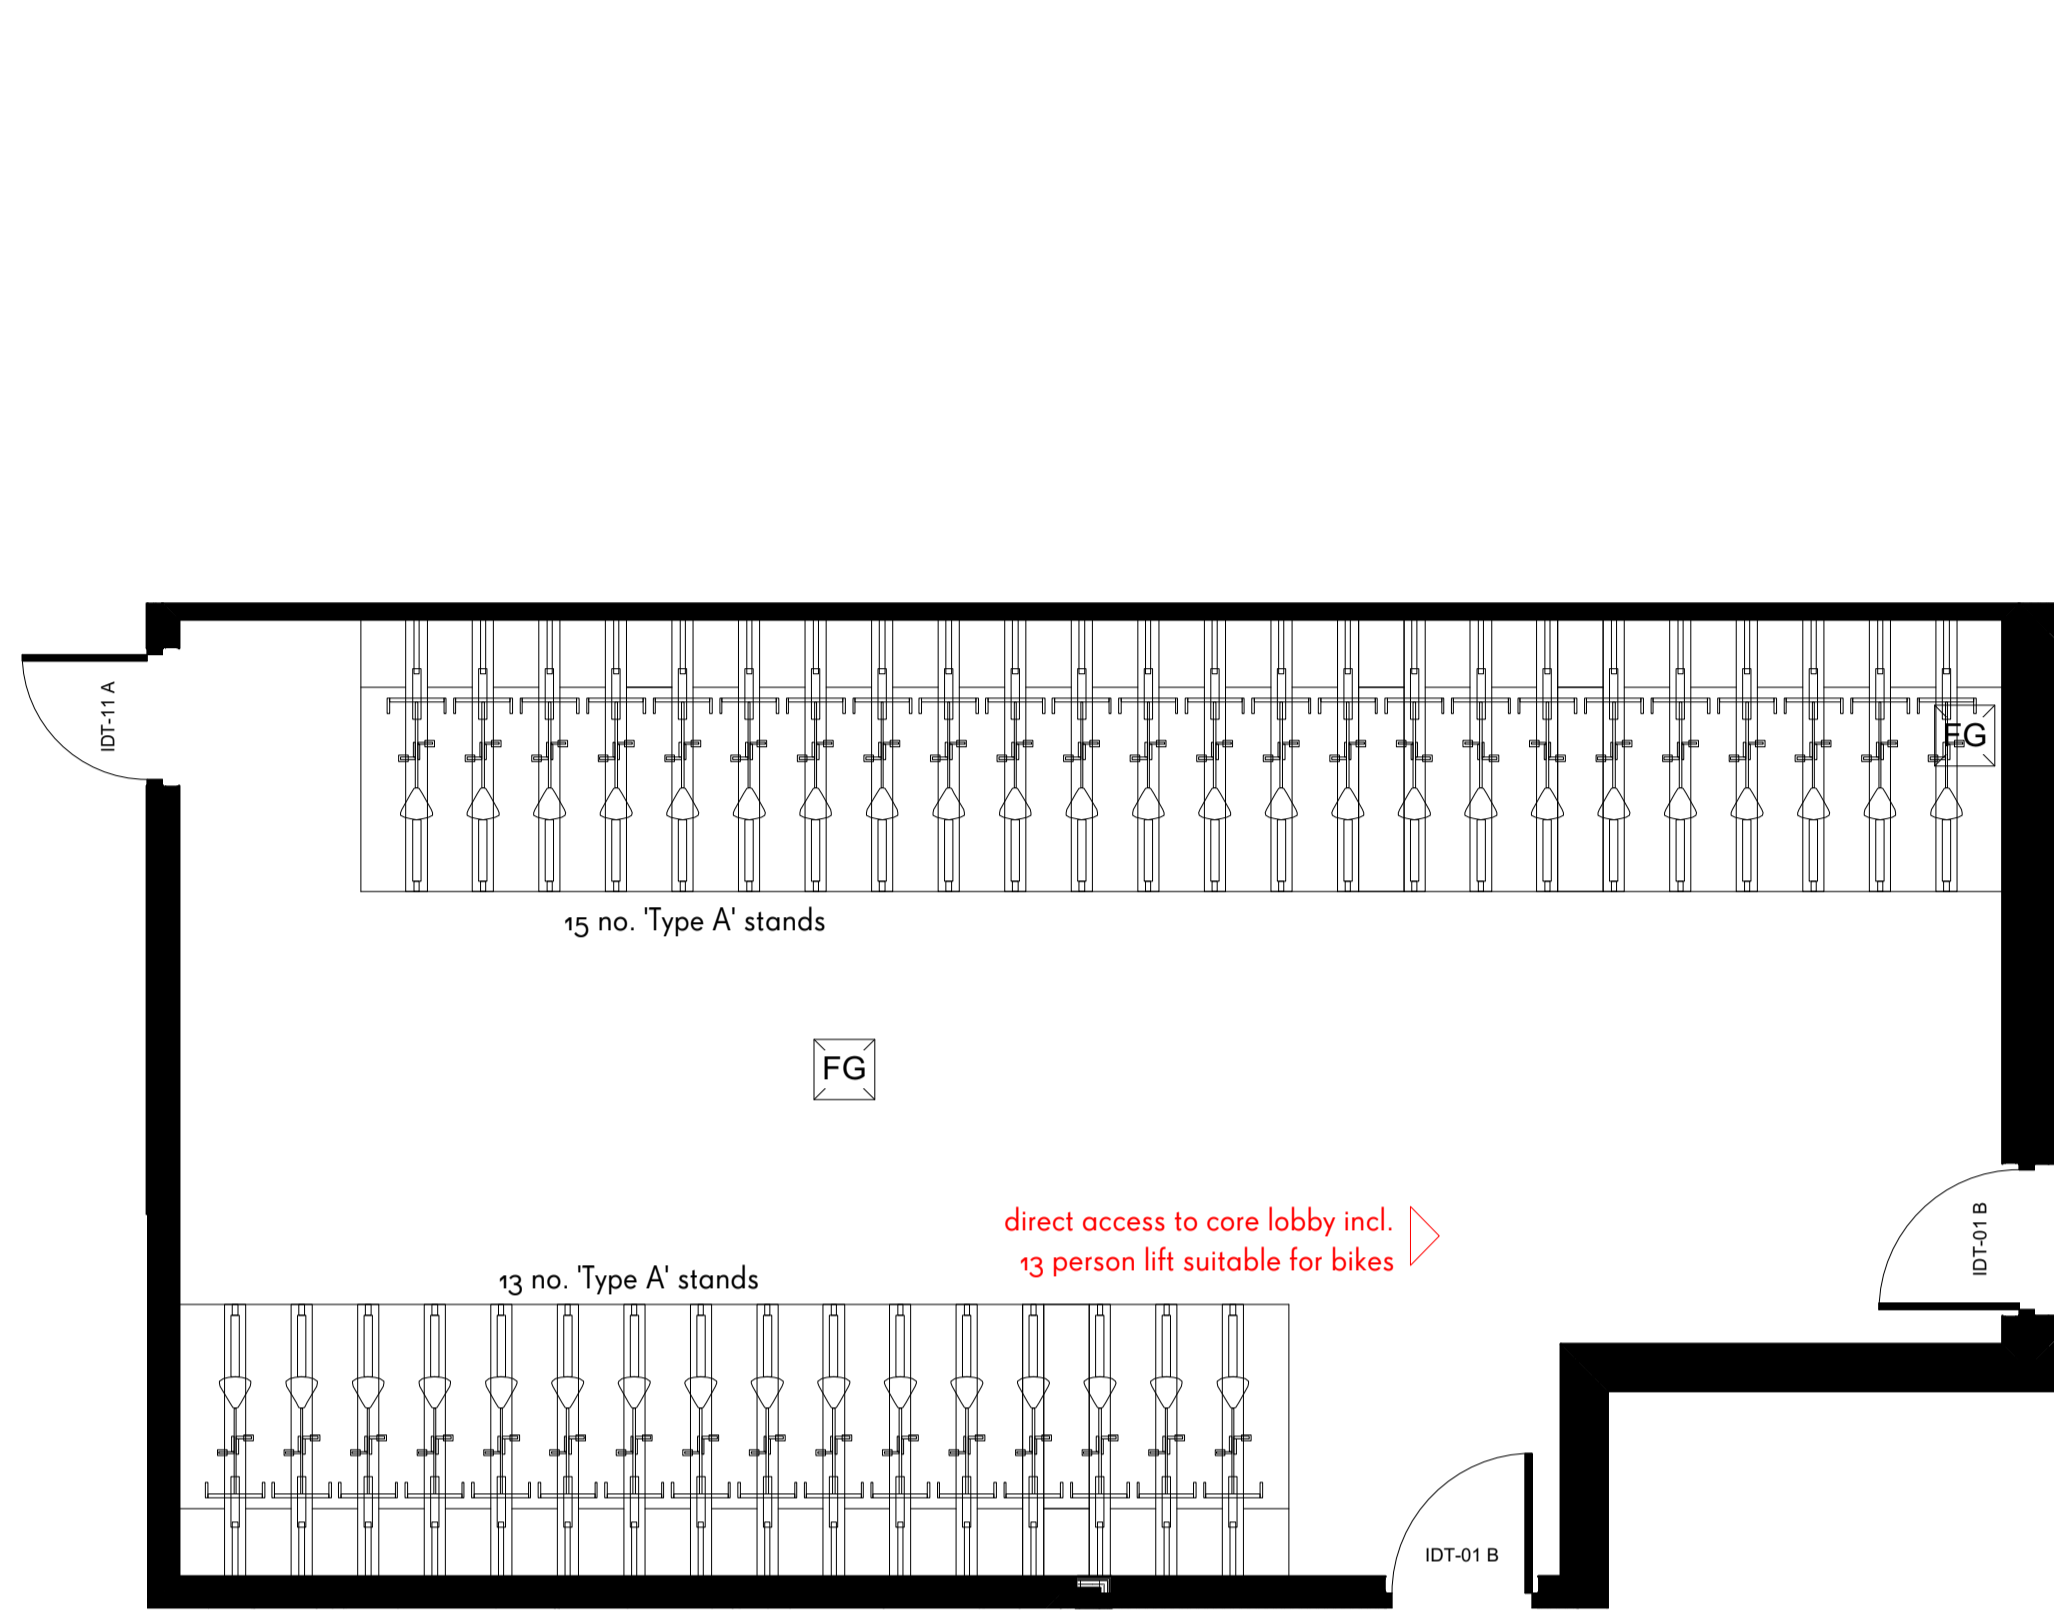 IDT-11 A
FG
15 no. 'Type A' stands
FG
direct access to core lobby incl.
13 person lift suitable for bikes
IDT-01 B
13 no. 'Type A' stands
IDT-01 B